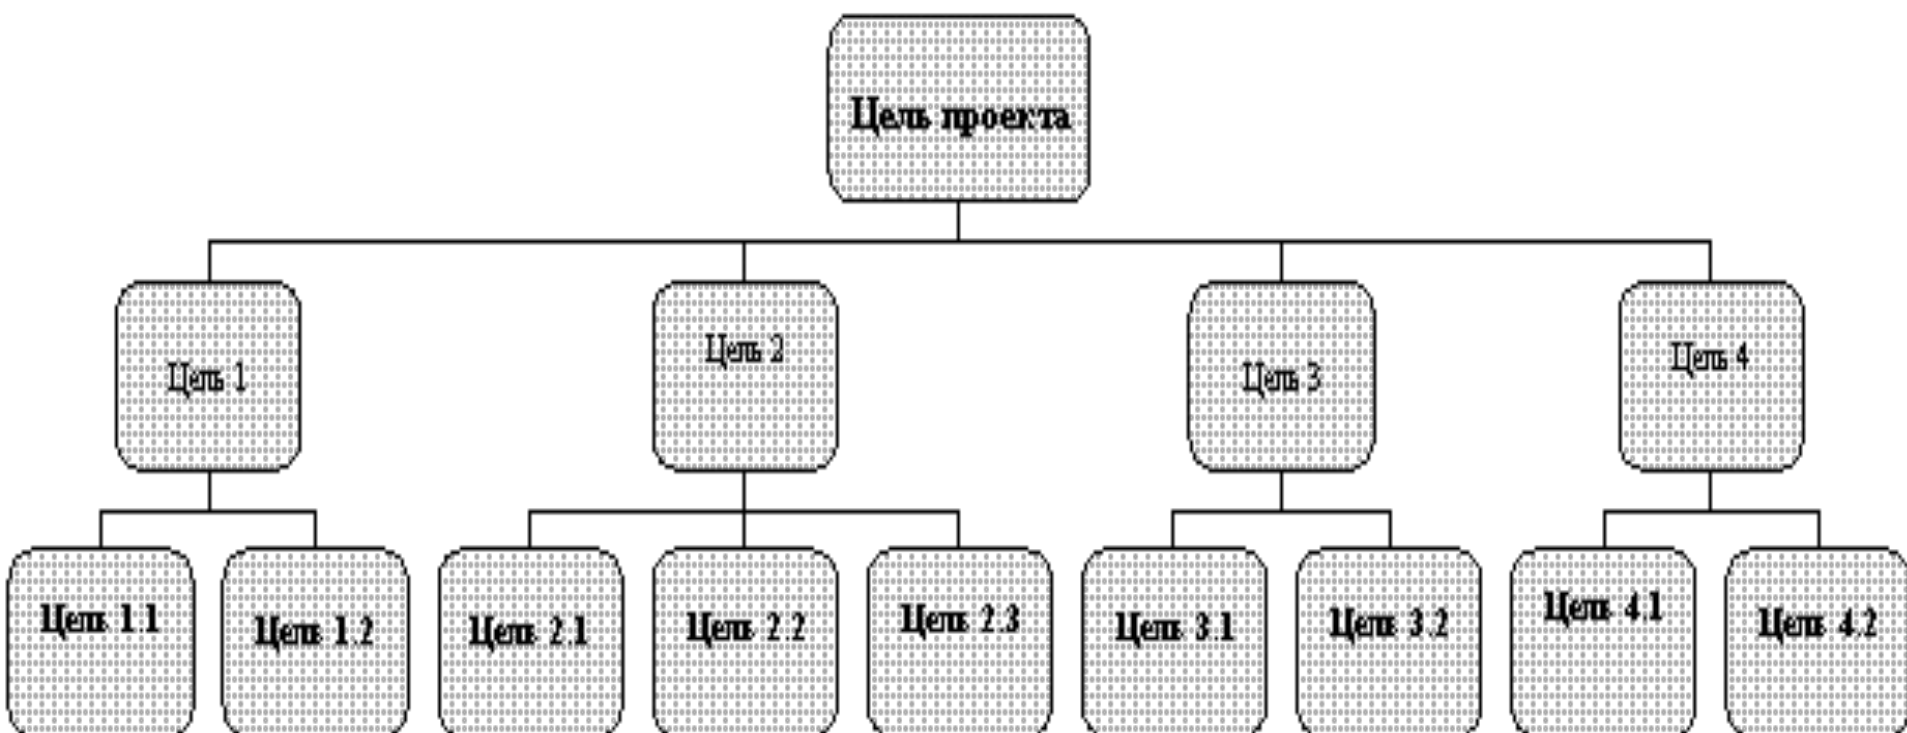 Цель проекта
Цель 1
Цель 2
Цель 3
Цель 4
Цель 1.1
Цель 1.2
Цель 2.1
Цель 2.2
Цель 2.3
Цель 3.1
Цель 3.2
Цель 4.1
Цель 4.2